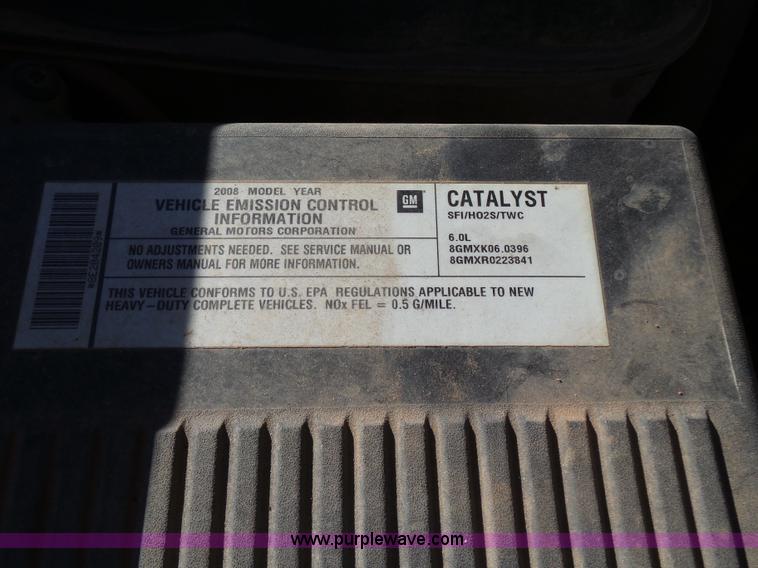 2008 MODEL YEAR
VEHICLE EMISSION CONTROL
INFORMATION
GENERAL MOTORS CORPORATION
GM
NO ADJUSTMENTS NEEDED. SEE SERVICE MANUAL OR
OWNERS MANUAL FOR MORE INFORMATION.
CATALYST
SFI/HO2S/TWC
6.0L
8GMXK06.0396
8GMXR0223841
THIS VEHICLE CONFORMS TO U.S. EPA REGULATIONS APPLICABLE TO NEW
HEAVY-DUTY COMPLETE VEHICLES. NOx FEL = 0.5 G/MILE.
www.purplewave.com